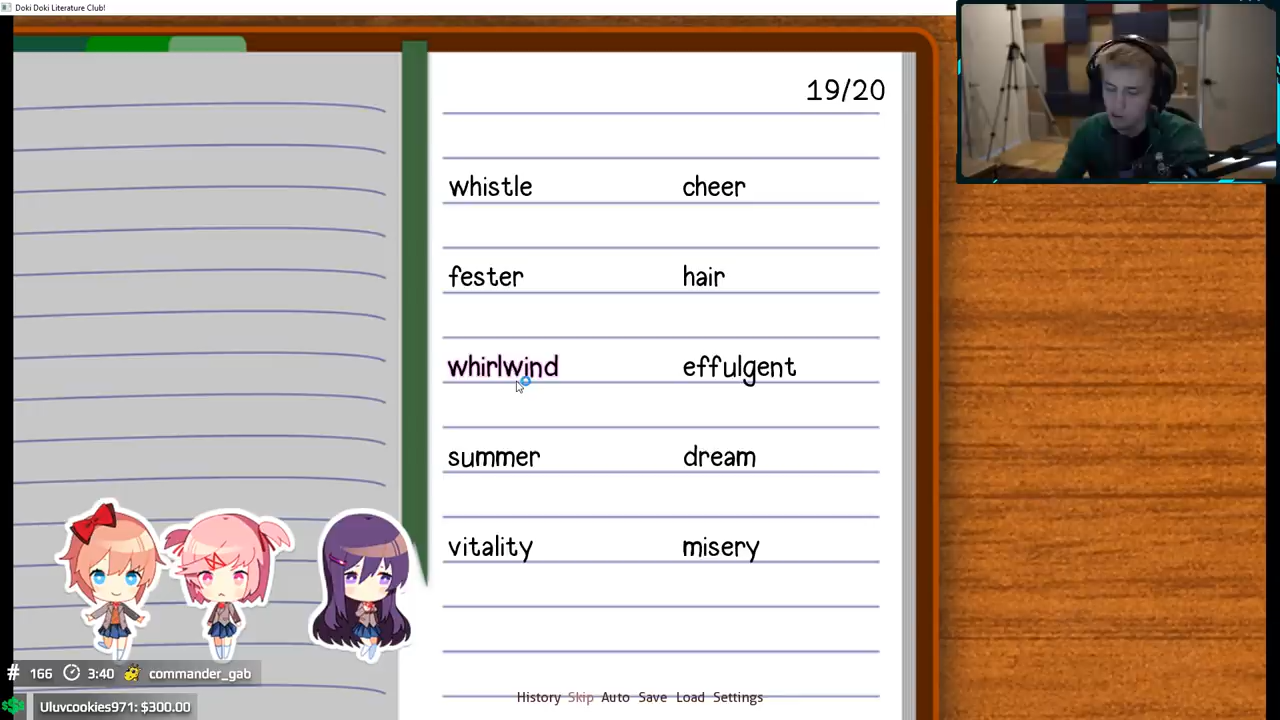 Doki Doki Literature Club!
19/20
whistle cheer
fester hair
whirlwind effulgent
summer dream
vitality misery
# 166 3:40 commander_gab
History Skip Auto Save Load Settings
Uluvcookies971: $300.00